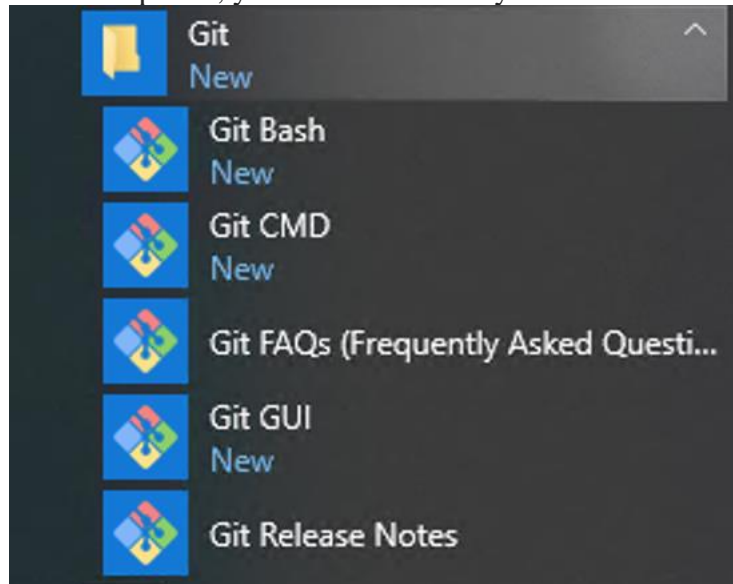 Git
New
Git Bash
New
Git CMD
New
Git FAQs (Frequently Asked Questi...
Git GUI
New
Git Release Notes